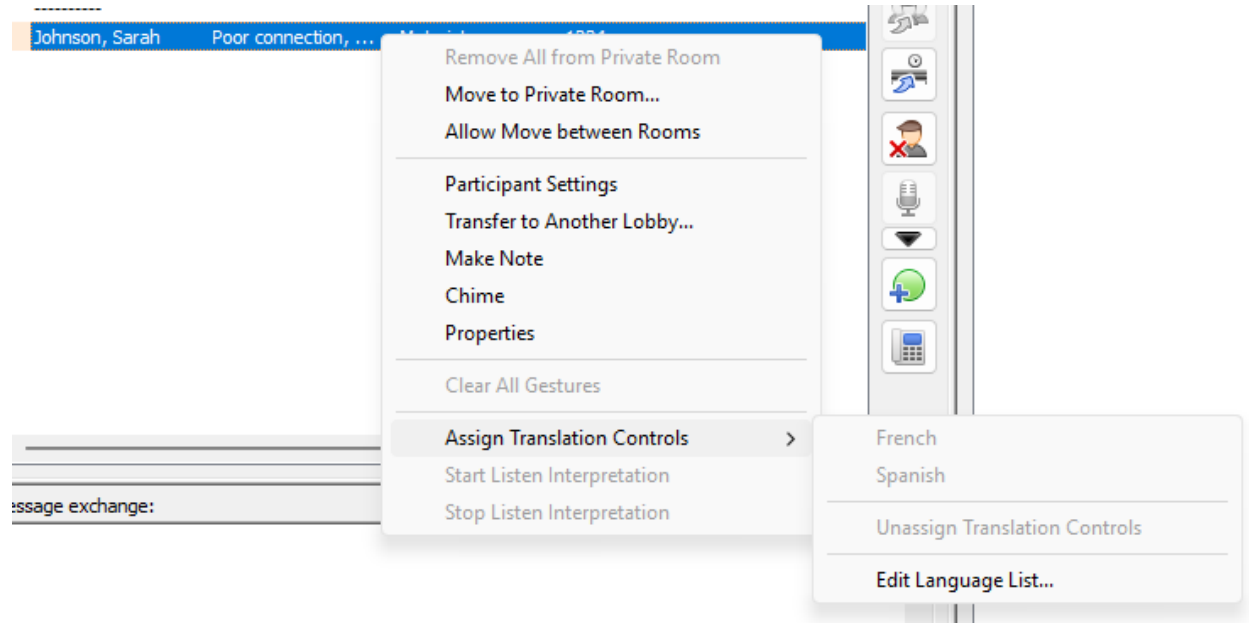 Johnson, Sarah Poor connection, ...
Remove All from Private Room
Move to Private Room...
Allow Move between Rooms
Participant Settings
Transfer to Another Lobby...
Make Note
Chime
Properties
Clear All Gestures
Assign Translation Controls
Start Listen Interpretation
Stop Listen Interpretation
French
Spanish
Unassign Translation Controls
Edit Language List...
essage exchange: